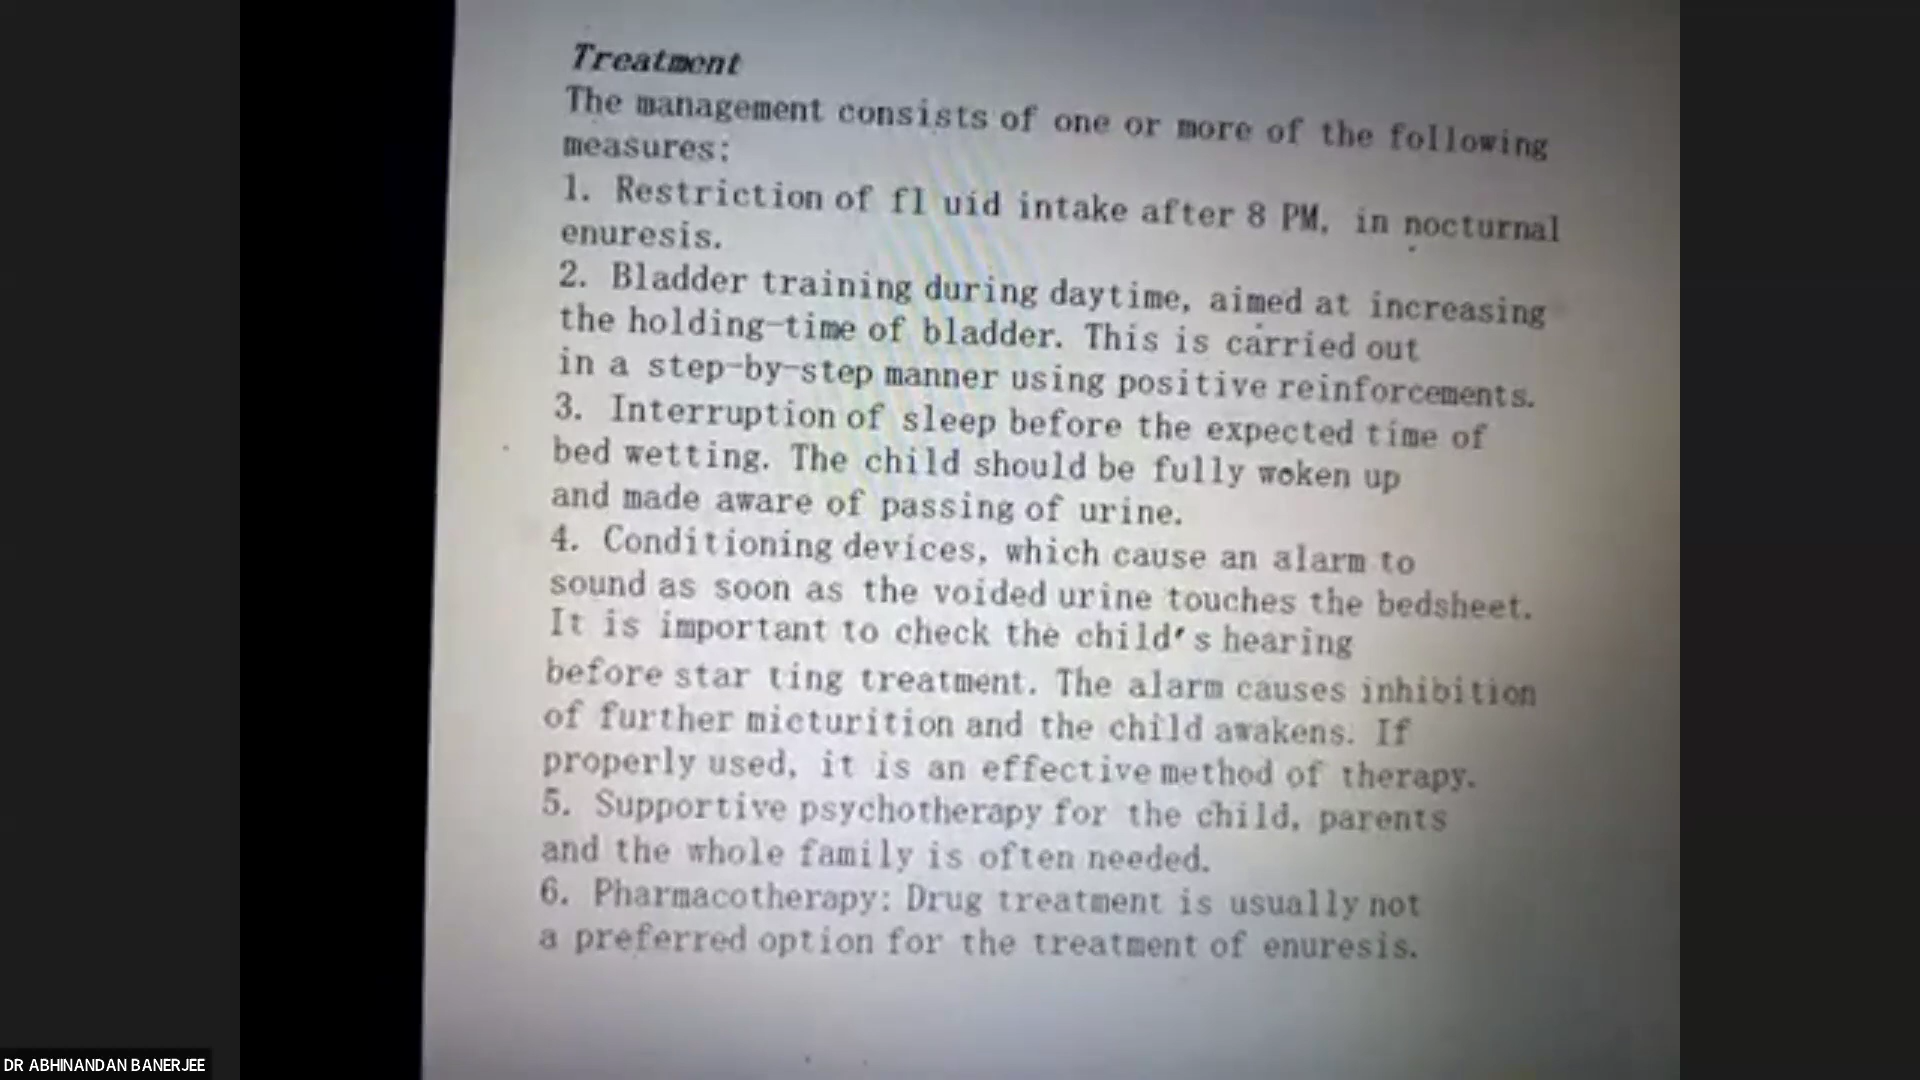 Treatment
The management consists of one or more of the following
measures:
1. Restriction of fl uid intake after 8 PM, in nocturnal
enuresis.
2. Bladder training during daytime, aimed at increasing
the holding-time of bladder. This is carried out
in a step-by-step manner using positive reinforcements.
3. Interruption of sleep before the expected time of
bed wetting. The child should be fully woken up
and made aware of passing of urine.
4. Conditioning devices, which cause an alarm to
sound as soon as the voided urine touches the bedsheet.
It is important to check the child's hearing
before star ting treatment. The alarm causes inhibition
of further micturition and the child awakens. If
properly used, it is an effective method of therapy.
5. Supportive psychotherapy for the child, parents
and the whole family is often needed.
6. Pharmacotherapy: Drug treatment is usually not
a preferred option for the treatment of enuresis.
DR ABHINANDAN BANERJEE